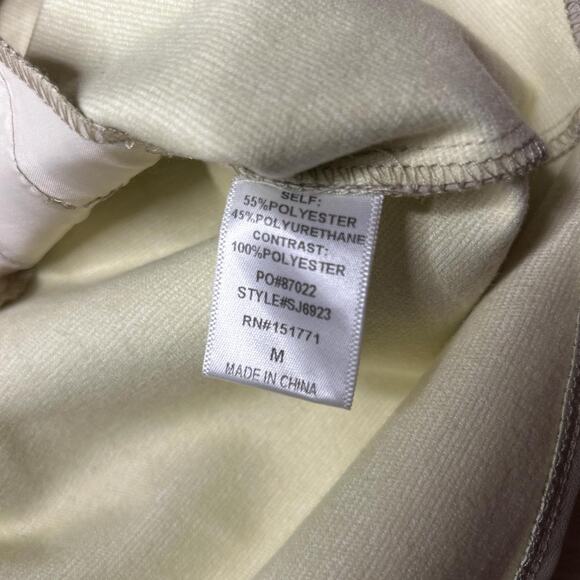 SELF:
55%POLYESTER
45%POLYURETHANE
CONTRAST:
100%POLYESTER
PO#87022
STYLE#SJ6923
RN#151771
M
MADE IN CHINA